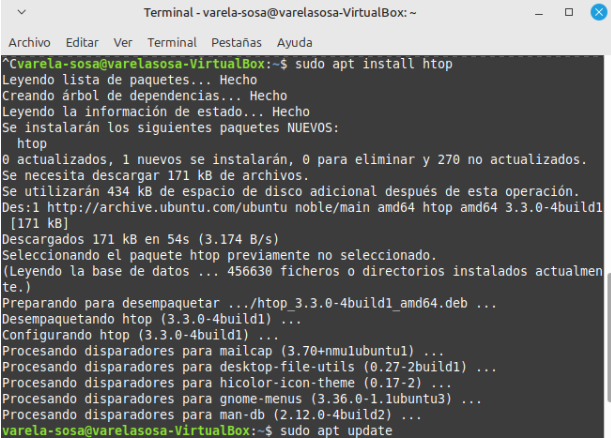 Terminal - varela-sosa@varelasosa-VirtualBox: ~
Archivo Editar Ver Terminal Pestañas Ayuda
^Cvarela-sosa@varelasosa-VirtualBox:~$ sudo apt install htop
Leyendo lista de paquetes... Hecho
Creando árbol de dependencias... Hecho
Leyendo la información de estado... Hecho
Se instalarán los siguientes paquetes NUEVOS:
  htop
0 actualizados, 1 nuevos se instalarán, 0 para eliminar y 270 no actualizados.
Se necesita descargar 171 kB de archivos.
Se utilizarán 434 kB de espacio de disco adicional después de esta operación.
Des:1 http://archive.ubuntu.com/ubuntu noble/main amd64 htop amd64 3.3.0-4build1
 [171 kB]
Descargados 171 kB en 54s (3.174 B/s)
Seleccionando el paquete htop previamente no seleccionado.
(Leyendo la base de datos ... 456630 ficheros o directorios instalados actualmen
te.)
Preparando para desempaquetar .../htop_3.3.0-4build1_amd64.deb ...
Desempaquetando htop (3.3.0-4build1) ...
Configurando htop (3.3.0-4build1) ...
Procesando disparadores para mailcap (3.70+nmu1ubuntu1) ...
Procesando disparadores para desktop-file-utils (0.27-2build1) ...
Procesando disparadores para hicolor-icon-theme (0.17-2) ...
Procesando disparadores para gnome-menus (3.36.0-1.1ubuntu3) ...
Procesando disparadores para man-db (2.12.0-4build2) ...
varela-sosa@varelasosa-VirtualBox:~$ sudo apt update